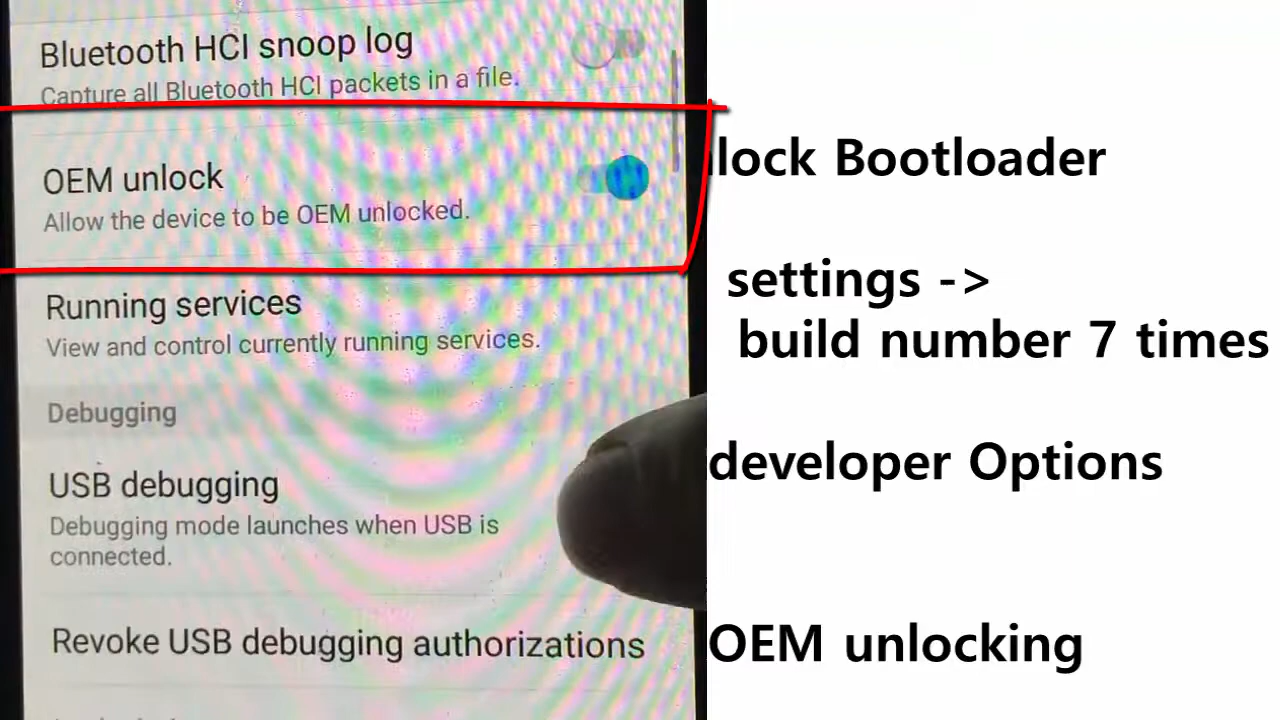 Bluetooth HCI snoop log
Capture all Bluetooth HCI packets in a file.
OEM unlock
Allow the device to be OEM unlocked.
Running services
View and control currently running services.
Debugging
USB debugging
Debugging mode launches when USB is
connected.
Revoke USB debugging authorizations
lock Bootloader
settings ->
build number 7 times
developer Options
OEM unlocking